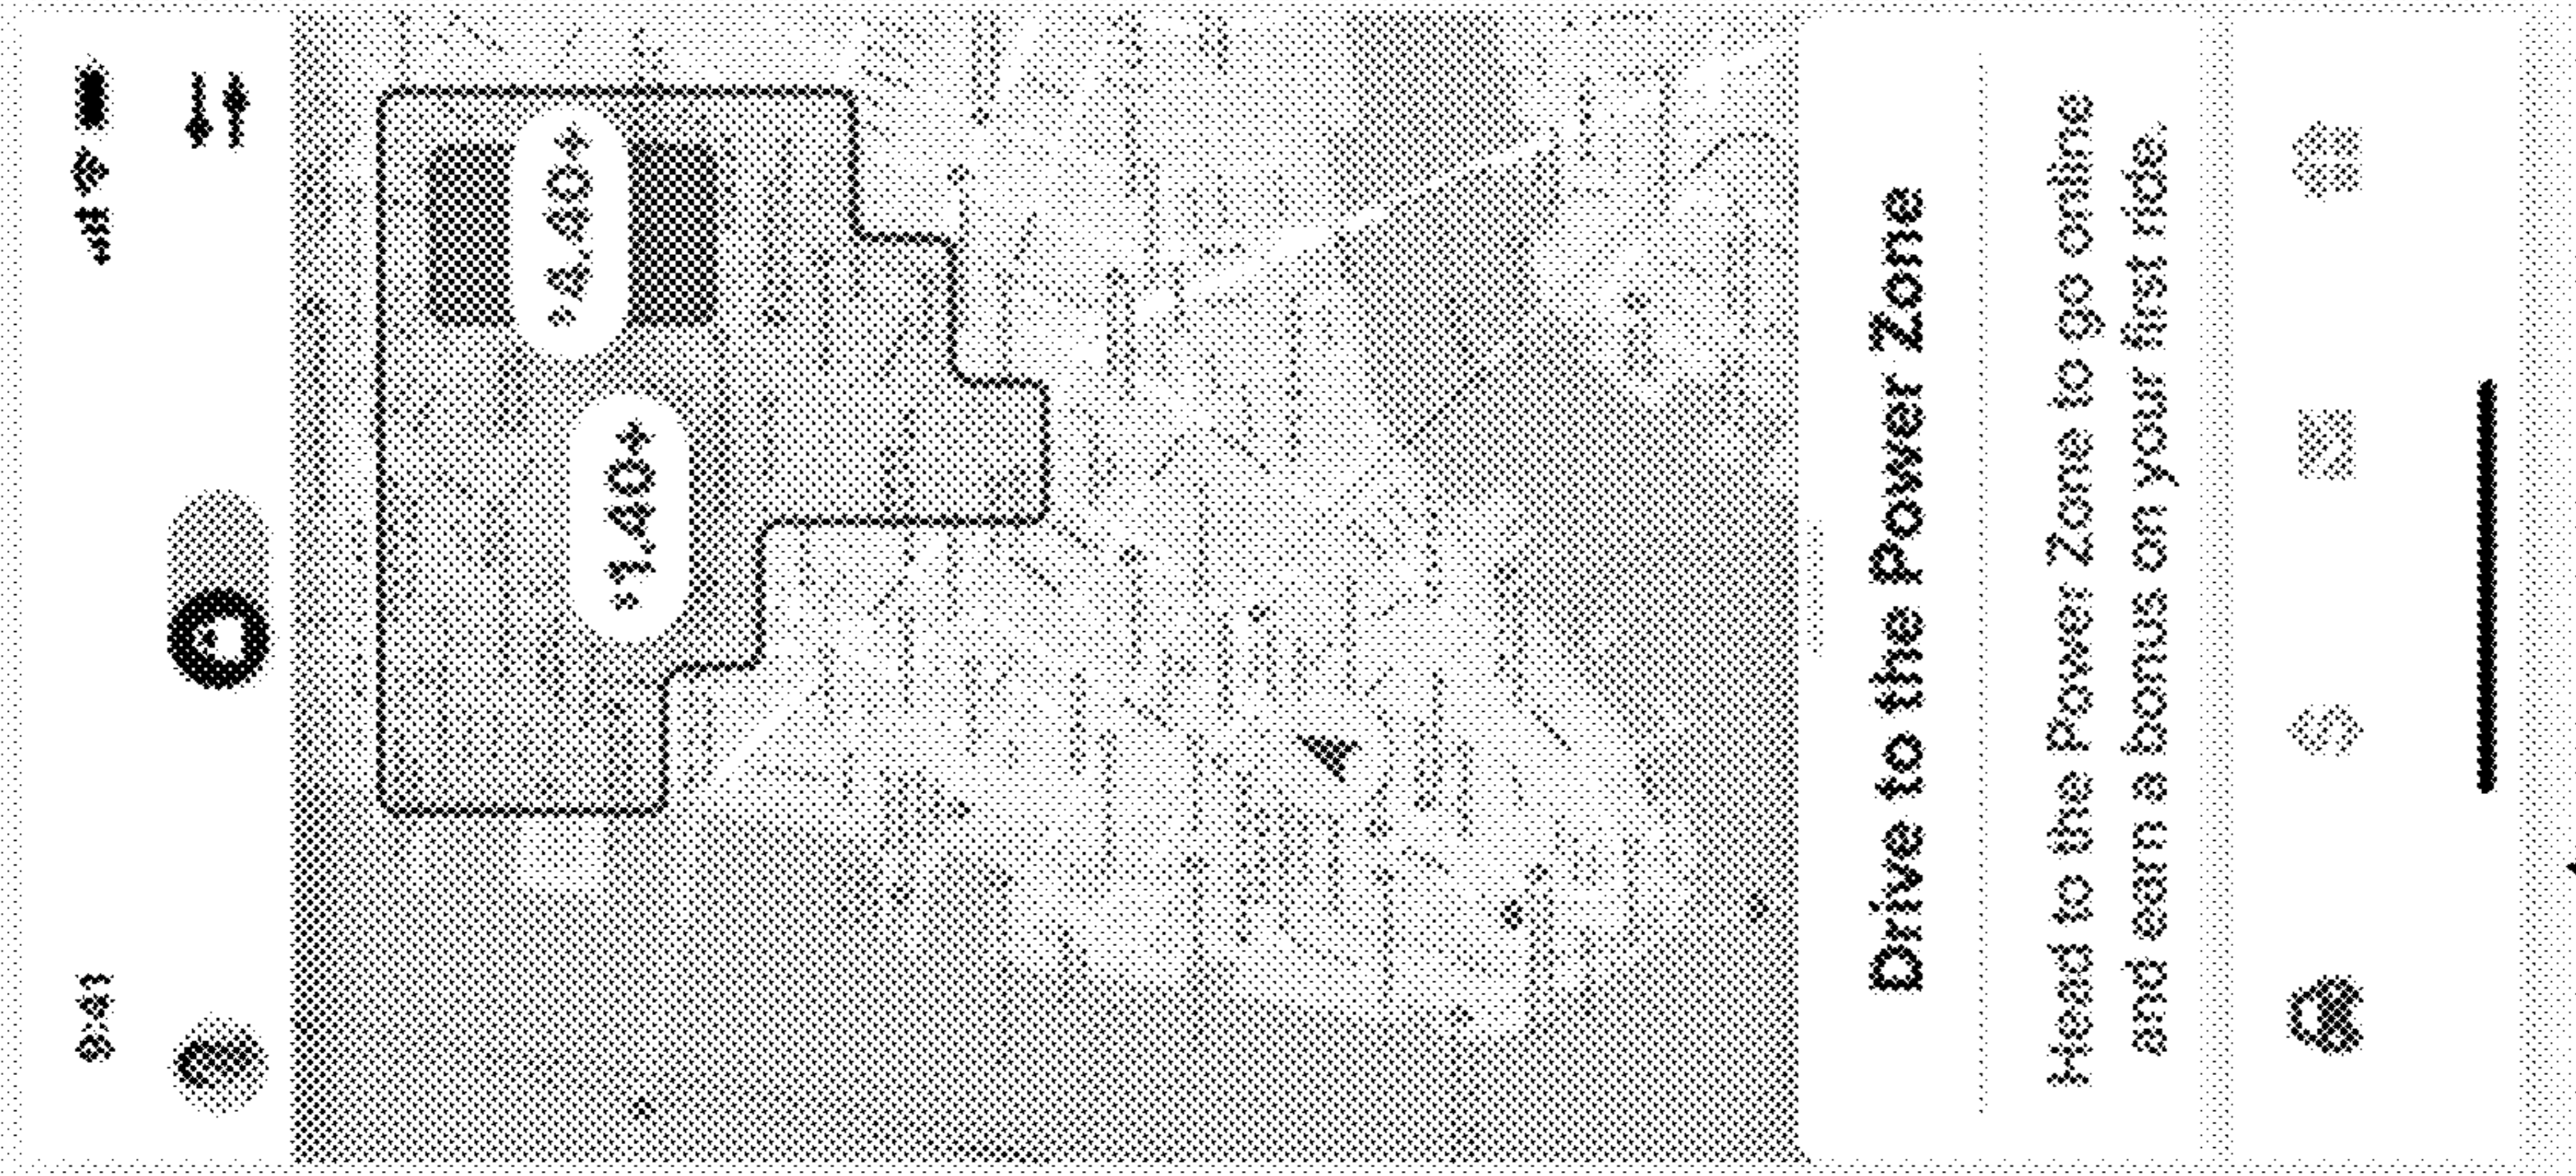 9:41
$4.40+
$1.40+
Drive to the Power Zone
Head to the Power Zone to go online
and earn a bonus on your first ride.